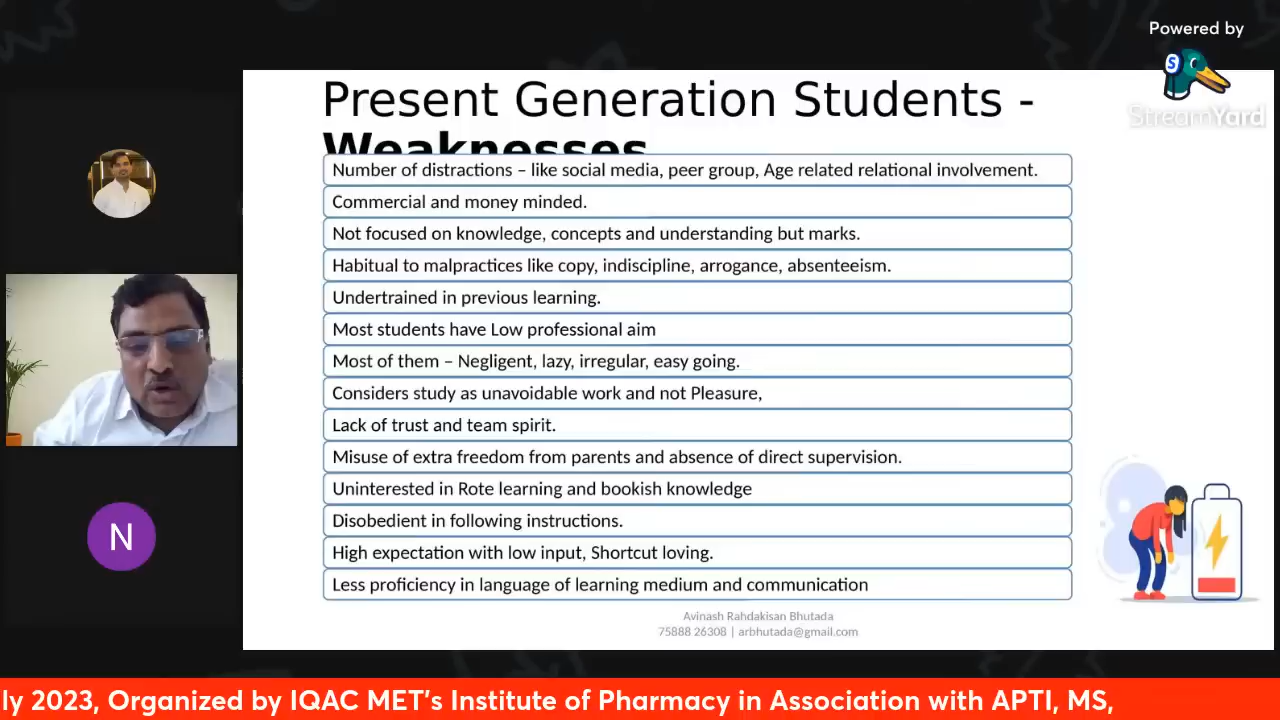 Powered by
StreamYard
Present Generation Students -
Weaknesses
Number of distractions – like social media, peer group, Age related relational involvement.
Commercial and money minded.
Not focused on knowledge, concepts and understanding but marks.
Habitual to malpractices like copy, indiscipline, arrogance, absenteeism.
Undertrained in previous learning.
Most students have Low professional aim
Most of them – Negligent, lazy, irregular, easy going.
Considers study as unavoidable work and not Pleasure,
Lack of trust and team spirit.
Misuse of extra freedom from parents and absence of direct supervision.
Uninterested in Rote learning and bookish knowledge
Disobedient in following instructions.
High expectation with low input, Shortcut loving.
Less proficiency in language of learning medium and communication
Avinash Rahdakisan Bhutada
75888 26308 | arbhutada@gmail.com
N
ly 2023, Organized by IQAC MET's Institute of Pharmacy in Association with APTI, MS,